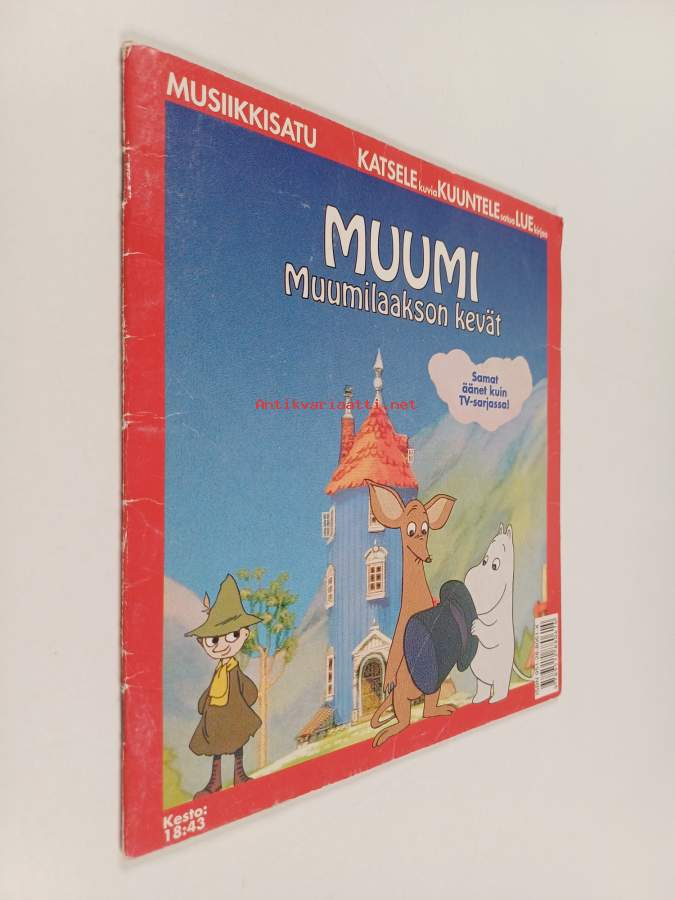 MUSIIKKISATU
KATSELE kuvia KUUNTELE satua LUE kirjaa
MUUMI
Muumilaakson kevät
Samat
äänet kuin
TV-sarjassa!
Antikvariaatti.net
Kesto:
18:43